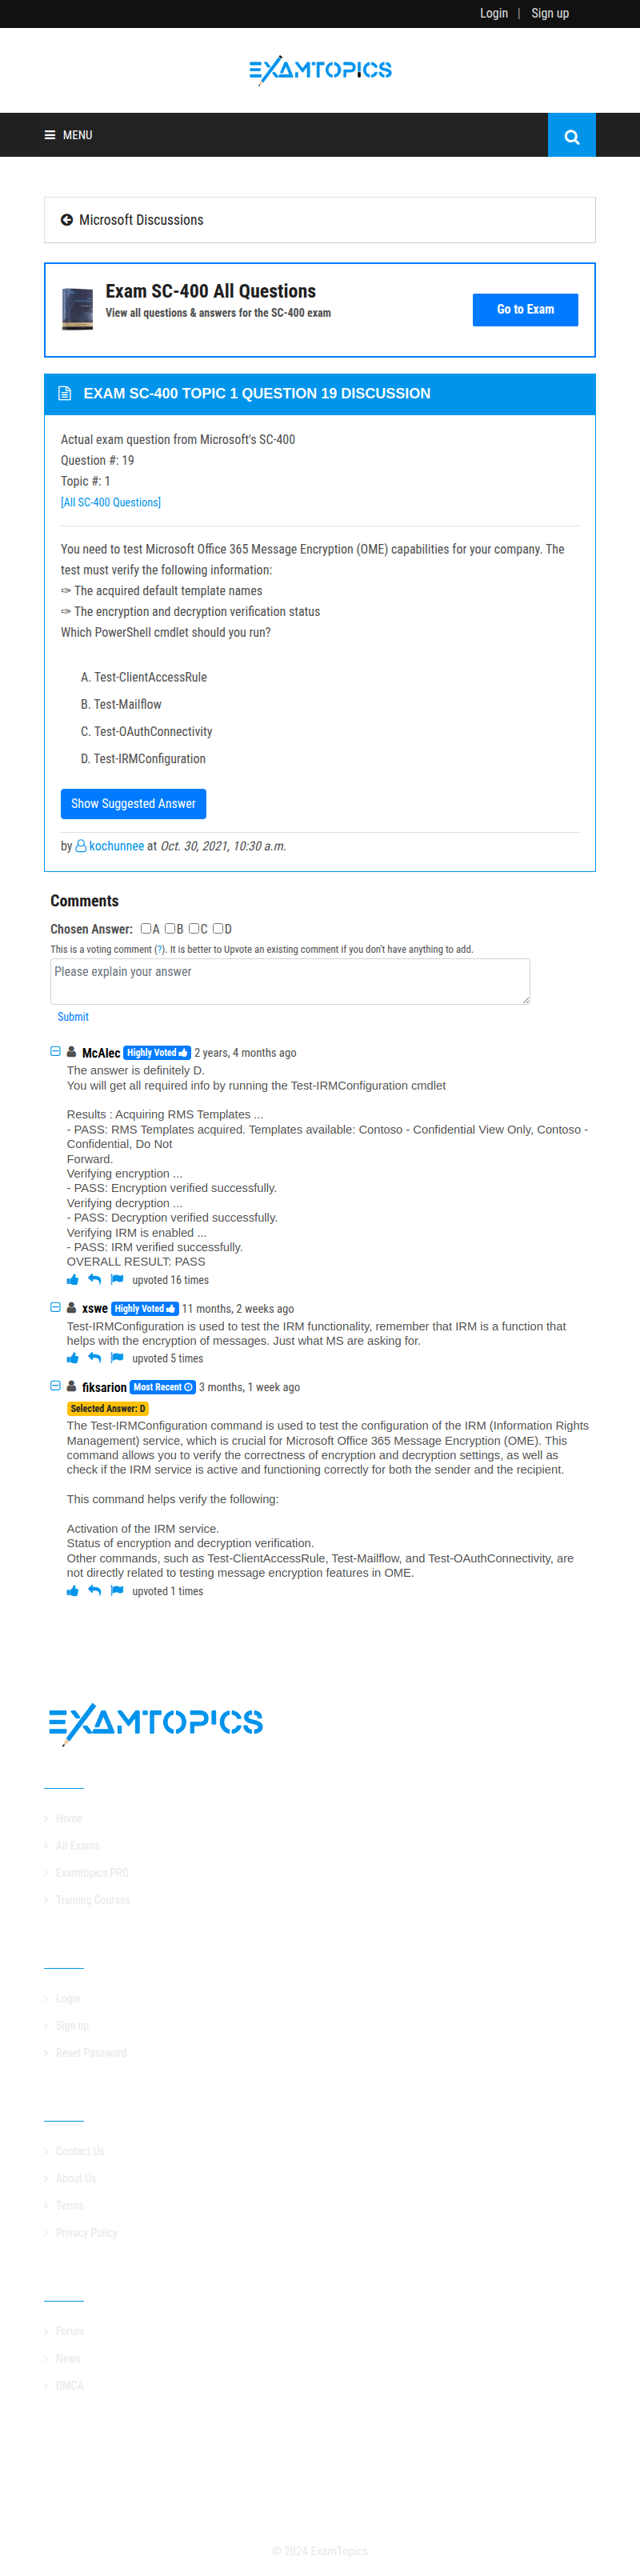 Login | Sign up
EXAMTOPICS
MENU
Microsoft Discussions
Exam SC-400 All Questions
View all questions & answers for the SC-400 exam
Go to Exam
EXAM SC-400 TOPIC 1 QUESTION 19 DISCUSSION
Actual exam question from Microsoft's SC-400
Question #: 19
Topic #: 1
[All SC-400 Questions]
You need to test Microsoft Office 365 Message Encryption (OME) capabilities for your company. The
test must verify the following information:
✑ The acquired default template names
✑ The encryption and decryption verification status
Which PowerShell cmdlet should you run?
A. Test-ClientAccessRule
B. Test-Mailflow
C. Test-OAuthConnectivity
D. Test-IRMConfiguration
Show Suggested Answer
by kochunnee at Oct. 30, 2021, 10:30 a.m.
Comments
Chosen Answer: A B C D
This is a voting comment (?). It is better to Upvote an existing comment if you don't have anything to add.
Please explain your answer
Submit
McAlec Highly Voted 2 years, 4 months ago
The answer is definitely D.
You will get all required info by running the Test-IRMConfiguration cmdlet
Results : Acquiring RMS Templates ...
- PASS: RMS Templates acquired. Templates available: Contoso - Confidential View Only, Contoso -
Confidential, Do Not
Forward.
Verifying encryption ...
- PASS: Encryption verified successfully.
Verifying decryption ...
- PASS: Decryption verified successfully.
Verifying IRM is enabled ...
- PASS: IRM verified successfully.
OVERALL RESULT: PASS
upvoted 16 times
xswe Highly Voted 11 months, 2 weeks ago
Test-IRMConfiguration is used to test the IRM functionality, remember that IRM is a function that
helps with the encryption of messages. Just what MS are asking for.
upvoted 5 times
fiksarion Most Recent 3 months, 1 week ago
Selected Answer: D
The Test-IRMConfiguration command is used to test the configuration of the IRM (Information Rights
Management) service, which is crucial for Microsoft Office 365 Message Encryption (OME). This
command allows you to verify the correctness of encryption and decryption settings, as well as
check if the IRM service is active and functioning correctly for both the sender and the recipient.
This command helps verify the following:
Activation of the IRM service.
Status of encryption and decryption verification.
Other commands, such as Test-ClientAccessRule, Test-Mailflow, and Test-OAuthConnectivity, are
not directly related to testing message encryption features in OME.
upvoted 1 times
EXAMTOPICS
Home
All Exams
Examtopics PRO
Training Courses
Login
Sign up
Reset Password
Contact Us
About Us
Terms
Privacy Policy
Forum
News
DMCA
© 2024 ExamTopics